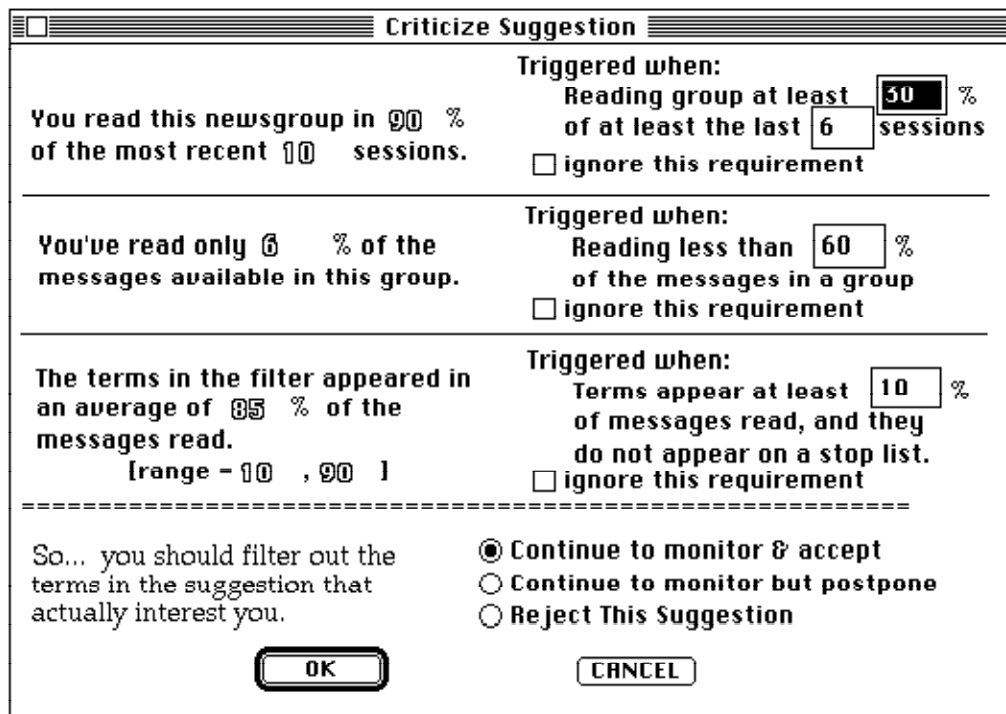 Criticize Suggestion
You read this newsgroup in 90 %
of the most recent 10 sessions.
Triggered when:
Reading group at least 30 %
of at least the last 6 sessions
ignore this requirement
You've read only 6 % of the
messages available in this group.
Triggered when:
Reading less than 60 %
of the messages in a group
ignore this requirement
The terms in the filter appeared in
an average of 85 % of the
messages read.
[range - 10 , 90 ]
Triggered when:
Terms appear at least 10 %
of messages read, and they
do not appear on a stop list.
ignore this requirement
So... you should filter out the
terms in the suggestion that
actually interest you.
Continue to monitor & accept
Continue to monitor but postpone
Reject This Suggestion
OK
CANCEL